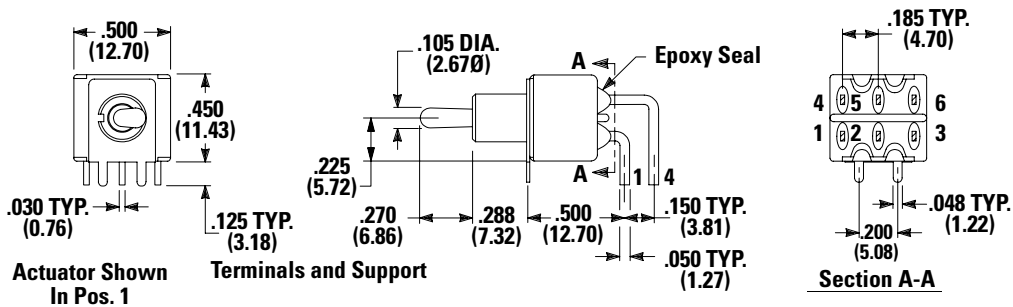 .500
(12.70)
.450
(11.43)
.030 TYP.
(0.76)
.125 TYP.
(3.18)
Actuator Shown
In Pos. 1
.105 DIA.
(2.67Ø)
A
Epoxy Seal
.225
(5.72)
A
1
4
.270
(6.86)
.288
(7.32)
.500
(12.70)
.150 TYP.
(3.81)
.050 TYP.
(1.27)
Terminals and Support
.185 TYP.
(4.70)
4 5 6
1 2 3
.048 TYP.
(1.22)
.200
(5.08)
Section A-A